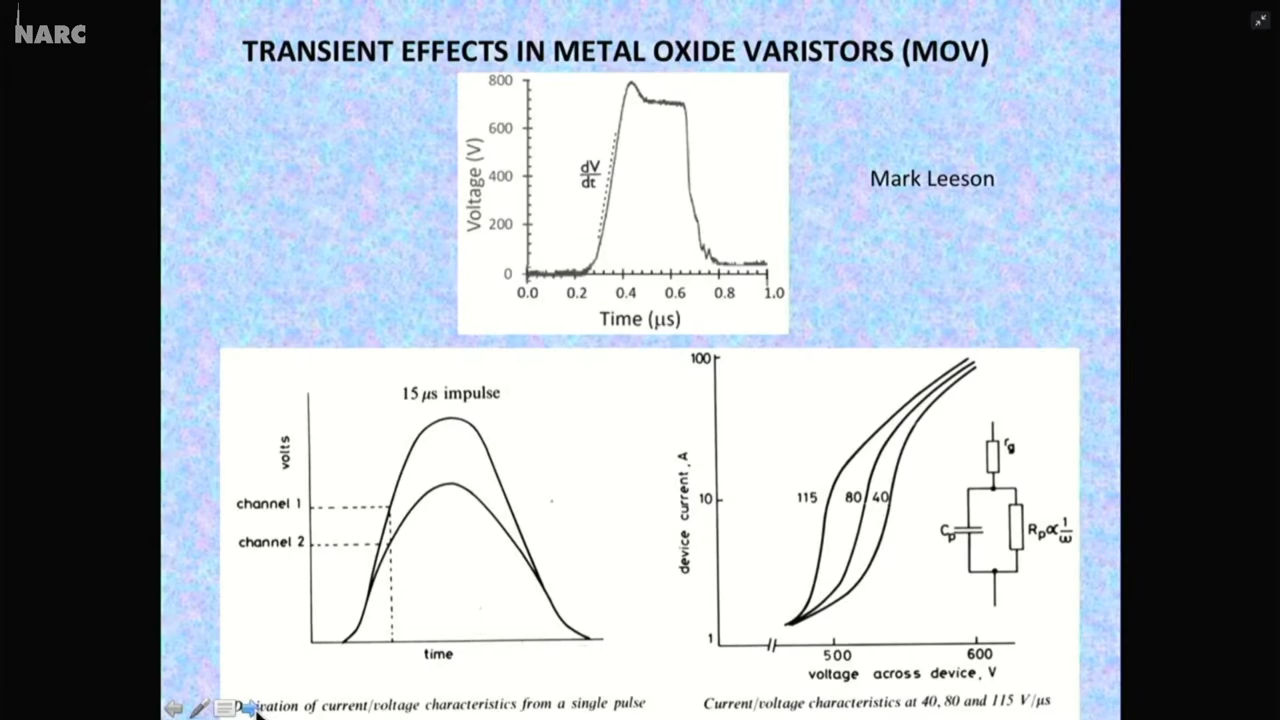 NARC
TRANSIENT EFFECTS IN METAL OXIDE VARISTORS (MOV)
800
600
400
200
0
Voltage (V)
dV
dt
0.0 0.2 0.4 0.6 0.8 1.0
Time (μs)
Mark Leeson
15 μs impulse
volts
channel 1
channel 2
time
100
10
1
device current, A
115 80 40
r_g
C_p
R_p ∝ 1/ω
500 600
voltage across device, V
of current/voltage characteristics from a single pulse
Current/voltage characteristics at 40, 80 and 115 V/μs